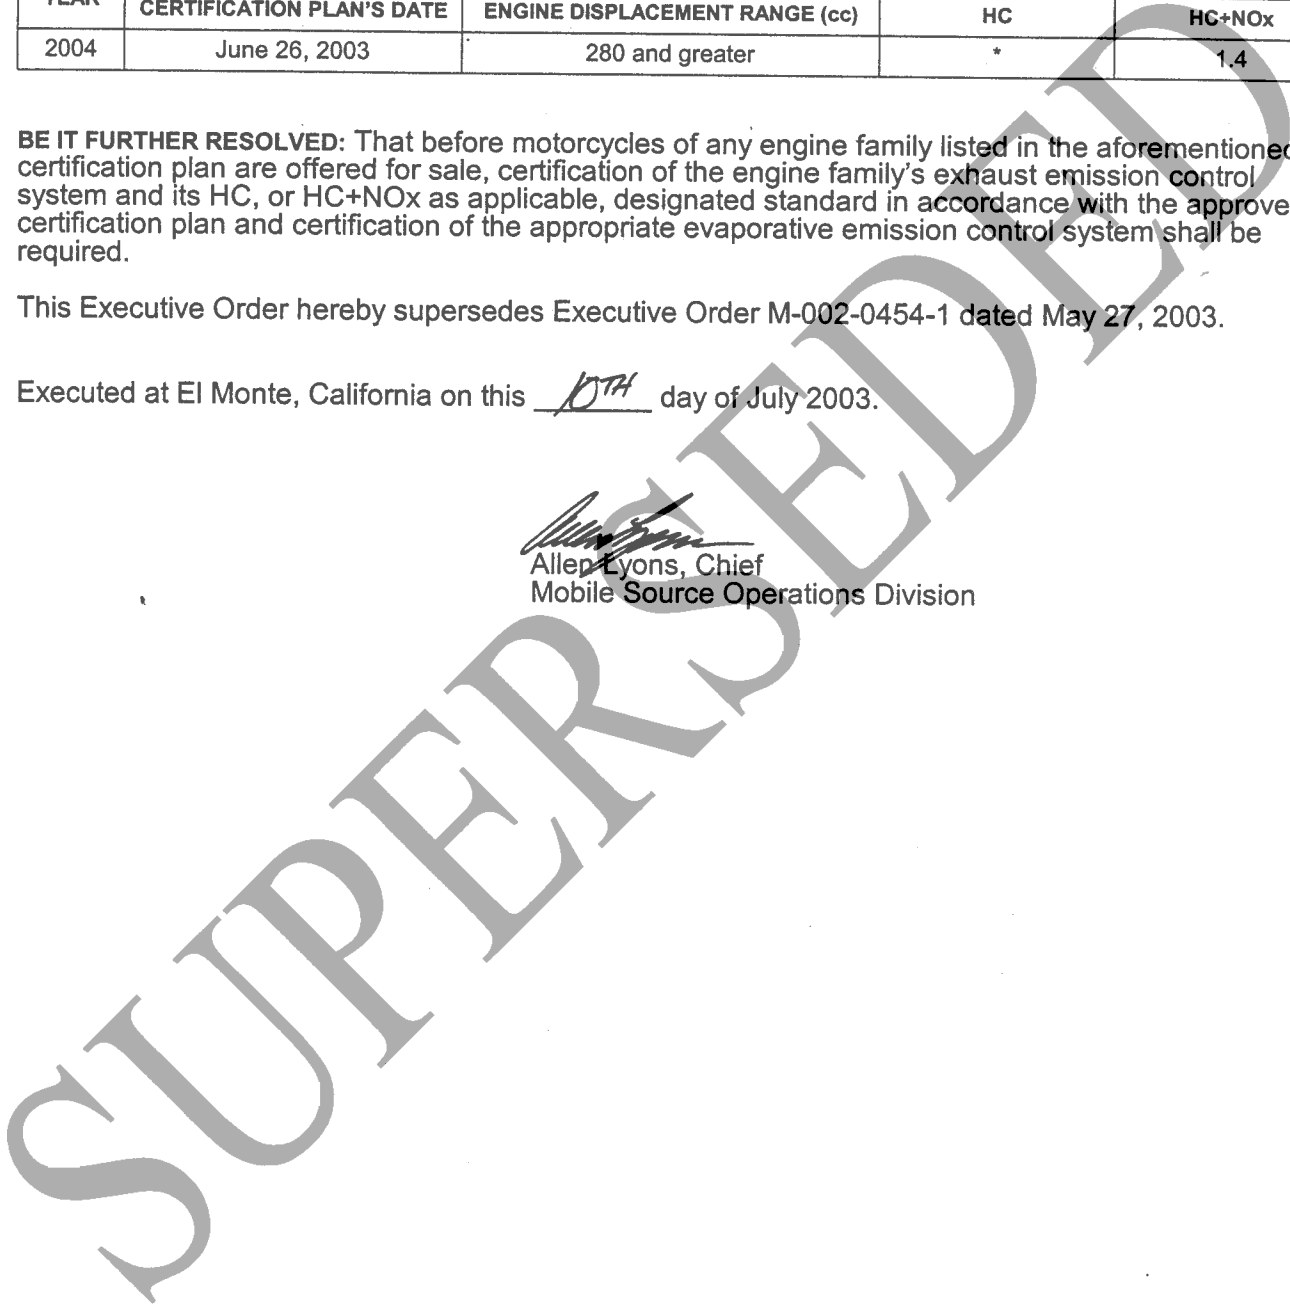 YEAR CERTIFICATION PLAN'S DATE ENGINE DISPLACEMENT RANGE (cc) HC HC+NOx
2004 June 26, 2003 280 and greater * 1.4
BE IT FURTHER RESOLVED: That before motorcycles of any engine family listed in the aforementioned
certification plan are offered for sale, certification of the engine family's exhaust emission control
system and its HC, or HC+NOx as applicable, designated standard in accordance with the approve
certification plan and certification of the appropriate evaporative emission control system shall be
required.
This Executive Order hereby supersedes Executive Order M-002-0454-1 dated May 27, 2003.
Executed at El Monte, California on this 10TH day of July 2003.
Allen Lyons, Chief
Mobile Source Operations Division
SUPERSEDED